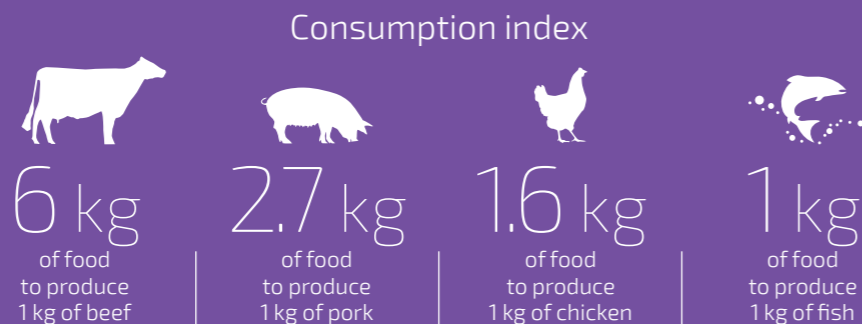 Consumption index
6 kg
of food
to produce
1 kg of beef
2.7 kg
of food
to produce
1 kg of pork
1.6 kg
of food
to produce
1 kg of chicken
1 kg
of food
to produce
1 kg of fish